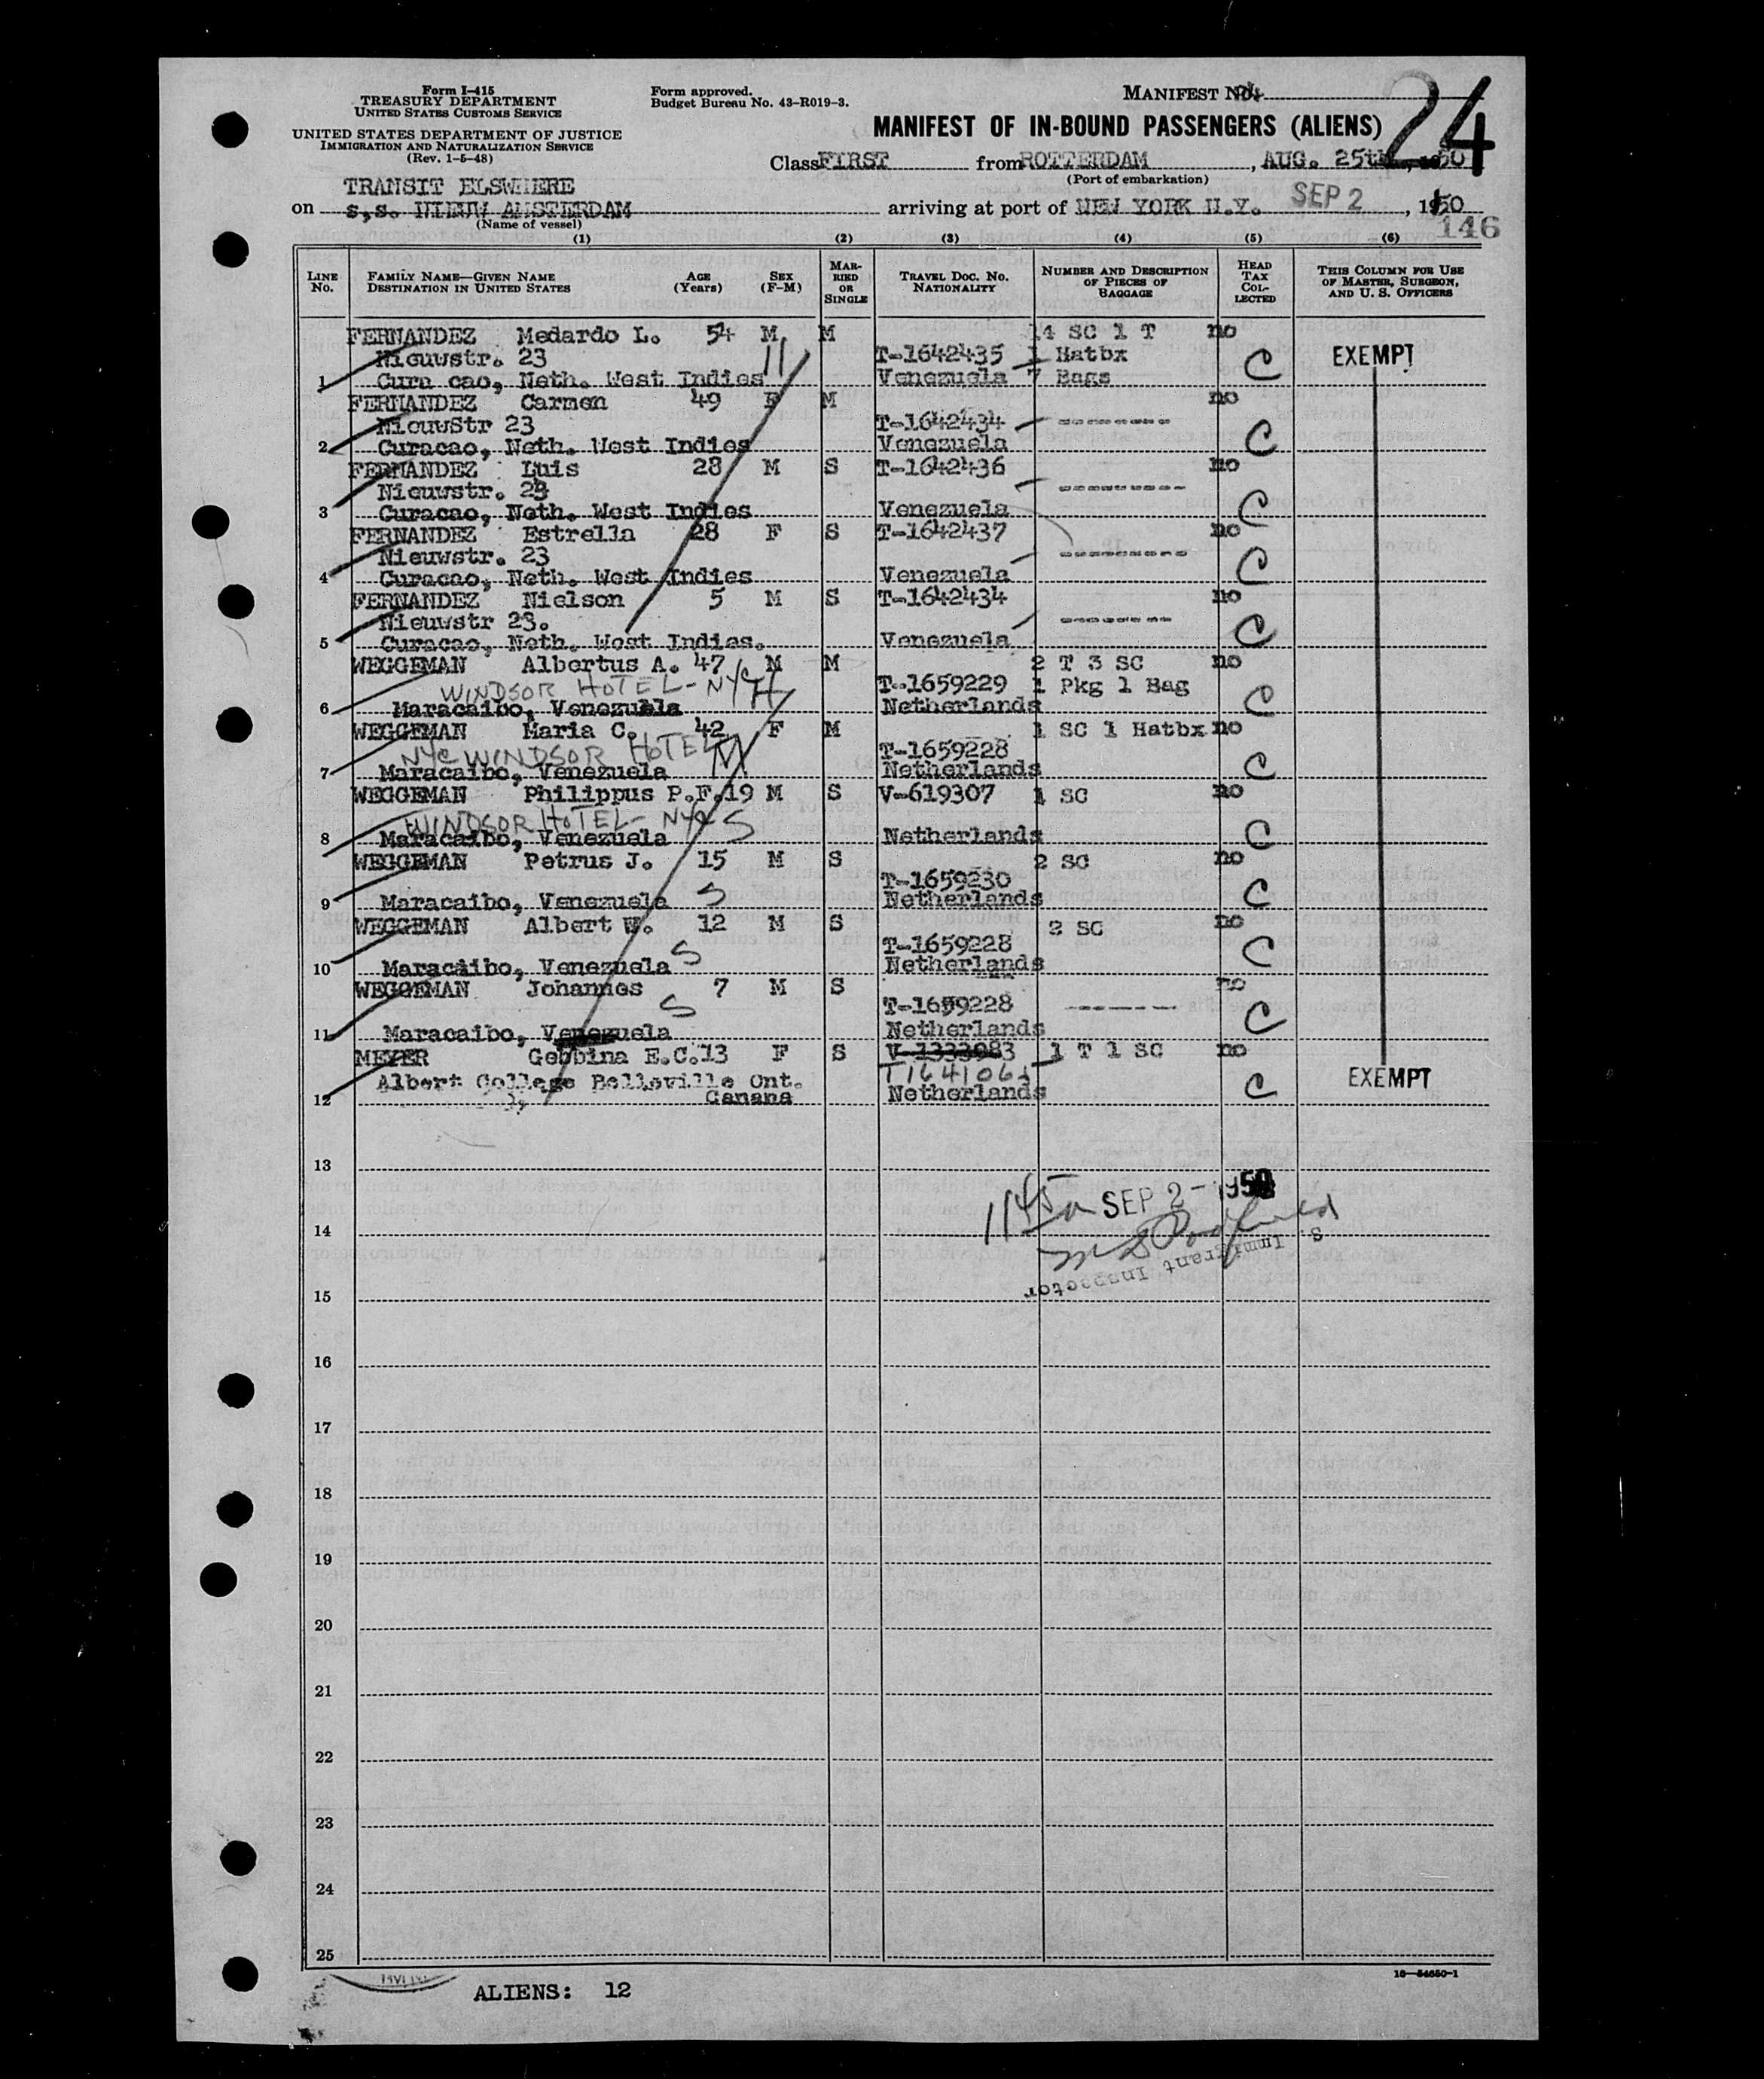 Form I-415
TREASURY DEPARTMENT
UNITED STATES CUSTOMS SERVICE
UNITED STATES DEPARTMENT OF JUSTICE
IMMIGRATION AND NATURALIZATION SERVICE
(Rev. 1-5-48)
Form approved.
Budget Bureau No. 43-R019-3.
MANIFEST NO. 24
MANIFEST OF IN-BOUND PASSENGERS (ALIENS)
Class FIRST from ROTTERDAM, AUG. 25th, 1950
(Port of embarkation)
TRANSIT ELSWHERE
on s,s. NIEUW AMSTERDAM arriving at port of NEW YORK N.Y. SEP 2, 1950
(Name of vessel)
146
(1) (2) (3) (4) (5) (6)
LINE NO. FAMILY NAME—GIVEN NAME DESTINATION IN UNITED STATES AGE (Years) SEX (F-M) MARRIED OR SINGLE TRAVEL DOC. NO. NATIONALITY NUMBER AND DESCRIPTION OF PIECES OF BAGGAGE HEAD TAX COLLECTED THIS COLUMN FOR USE OF MASTER, SURGEON, AND U. S. OFFICERS
FERNANDEZ Medardo L. 54 M M 14 SC 1 T no
Nieuwstr. 23 T-1642435 1 Hatbx C EXEMPT
1 Cura cao, Neth. West Indies Venezuela 7 Bags
FERNANDEZ Carmen 49 F M no
NieuwStr 23 T-1642434 --------- C
2 Curacao, Neth. West Indies Venezuela
FERNANDEZ Luis 28 M S T-1642436 no
Nieuwstr. 23 --------- C
3 Curacao, Neth. West Indies Venezuela
FERNANDEZ Estrella 28 F S T-1642437 no
Nieuwstr. 23 --------- C
4 Curacao, Neth. West Indies Venezuela
FERNANDEZ Nielson 5 M S T-1642434 no
Nieuwstr 23. --------- C
5 Curacao, Neth. West Indies. Venezuela
WEGGEMAN Albertus A. 47 M M 2 T 3 SC no
WINDSOR HOTEL - NYC H T-1659229 1 Pkg 1 Bag C
6 Maracaibo, Venezuela Netherlands
WEGGEMAN Maria C. 42 F M 1 SC 1 Hatbx no
NYC WINDSOR HOTEL T-1659228
7 Maracaibo, Venezuela Netherlands C
WEGGEMAN Philippus P.F. 19 M S V-619307 1 SC no
WINDSOR HOTEL - NYC S
8 Maracaibo, Venezuela Netherlands C
WEGGEMAN Petrus J. 15 M S 2 SC no
T-1659230
9 Maracaibo, Venezuela S Netherlands C
WEGGEMAN Albert W. 12 M S 2 SC no
T-1659228
10 Maracaibo, Venezuela S Netherlands C
WEGGEMAN Johannes 7 M S no
S T-1659228 -------
11 Maracaibo, Venezuela Netherlands C
MEYER Gebbina E.C. 13 F S V-1333983 1 T 1 SC no
Albert College Belleville Ont. C EXEMPT
12 Canana Netherlands
13
14
15
1145a SEP 2 - 1950
S. Immigrant Inspector
16
17
18
19
20
21
22
23
24
25
16—54650-1
ALIENS: 12